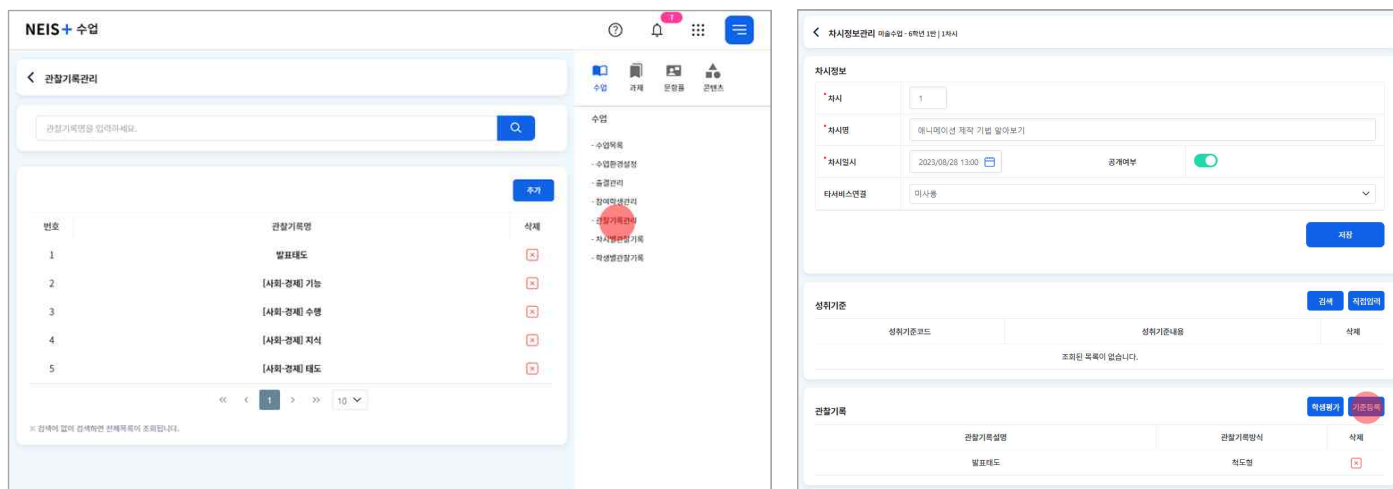 NEIS+ 수업
관찰기록관리
관찰기록명을 입력하세요.
추가
번호 관찰기록명 삭제
1 발표태도
2 [사회-경제] 기능
3 [사회-경제] 수행
4 [사회-경제] 지식
5 [사회-경제] 태도
« ‹ 1 › » 10
※ 검색어 없이 검색하면 전체목록이 조회됩니다.
수업 과제 문항풀 콘텐츠
수업
- 수업목록
- 수업환경설정
- 출결관리
- 참여학생관리
- 관찰기록관리
- 차시별관찰기록
- 학생별관찰기록
차시정보관리 미술수업 - 6학년 1반 | 1차시
차시정보
*차시 1
*차시명 애니메이션 제작 기법 알아보기
*차시일시 2023/08/28 13:00 공개여부
타서비스연결 미사용
저장
성취기준 검색 직접입력
성취기준코드 성취기준내용 삭제
조회된 목록이 없습니다.
관찰기록 학생평가 기준등록
관찰기록설명 관찰기록방식 삭제
발표태도 척도형